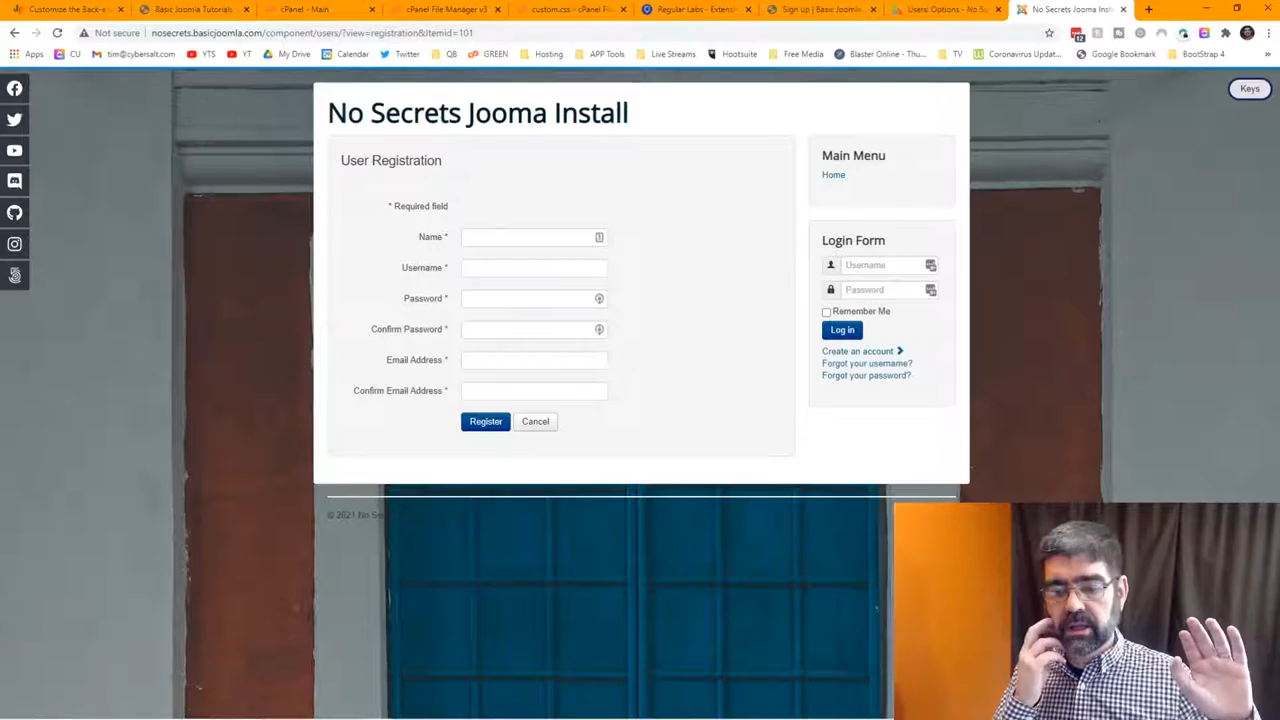 Customize the Back-e
Basic Joomla Tutorials
cPanel - Main
cPanel File Manager v3
custom.css - cPanel File
Regular Labs - Extensi
Sign up | Basic Joomla
Users: Options - No S
No Secrets Jooma Inst
Not secure
nosecrets.basicjoomla.com/component/users/?view=registration&Itemid=101
12
Apps
CU
tim@cybersalt.com
YTS
YT
My Drive
Calendar
Twitter
QB
GREEN
Hosting
APP Tools
Live Streams
Hootsuite
Free Media
Blaster Online - Thu...
TV
Coronavirus Updat...
Google Bookmark
BootStrap 4
Keys
No Secrets Jooma Install
User Registration
* Required field
Name *
Username *
Password *
Confirm Password *
Email Address *
Confirm Email Address *
Register
Cancel
Main Menu
Home
Login Form
Username
Password
Remember Me
Log in
Create an account
Forgot your username?
Forgot your password?
© 2021 No Se